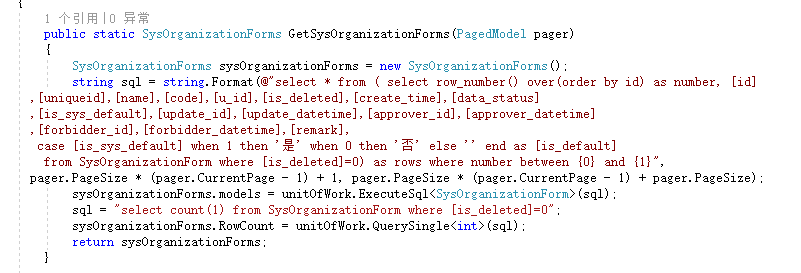 {
1 个引用|0 异常
public static SysOrganizationForms GetSysOrganizationForms(PagedModel pager)
{
SysOrganizationForms sysOrganizationForms = new SysOrganizationForms();
string sql = string.Format(@"select * from ( select row_number() over(order by id) as number, [id]
,[uniqueid],[name],[code],[u_id],[is_deleted],[create_time],[data_status]
,[is_sys_default],[update_id],[update_datetime],[approver_id],[approver_datetime]
,[forbidder_id],[forbidder_datetime],[remark],
case [is_sys_default] when 1 then '是' when 0 then '否' else '' end as [is_default]
from SysOrganizationForm where [is_deleted]=0) as rows where number between {0} and {1}",
pager.PageSize * (pager.CurrentPage - 1) + 1, pager.PageSize * (pager.CurrentPage - 1) + pager.PageSize);
sysOrganizationForms.models = unitOfWork.ExecuteSql<SysOrganizationForm>(sql);
sql = "select count(1) from SysOrganizationForm where [is_deleted]=0";
sysOrganizationForms.RowCount = unitOfWork.QuerySingle<int>(sql);
return sysOrganizationForms;
}